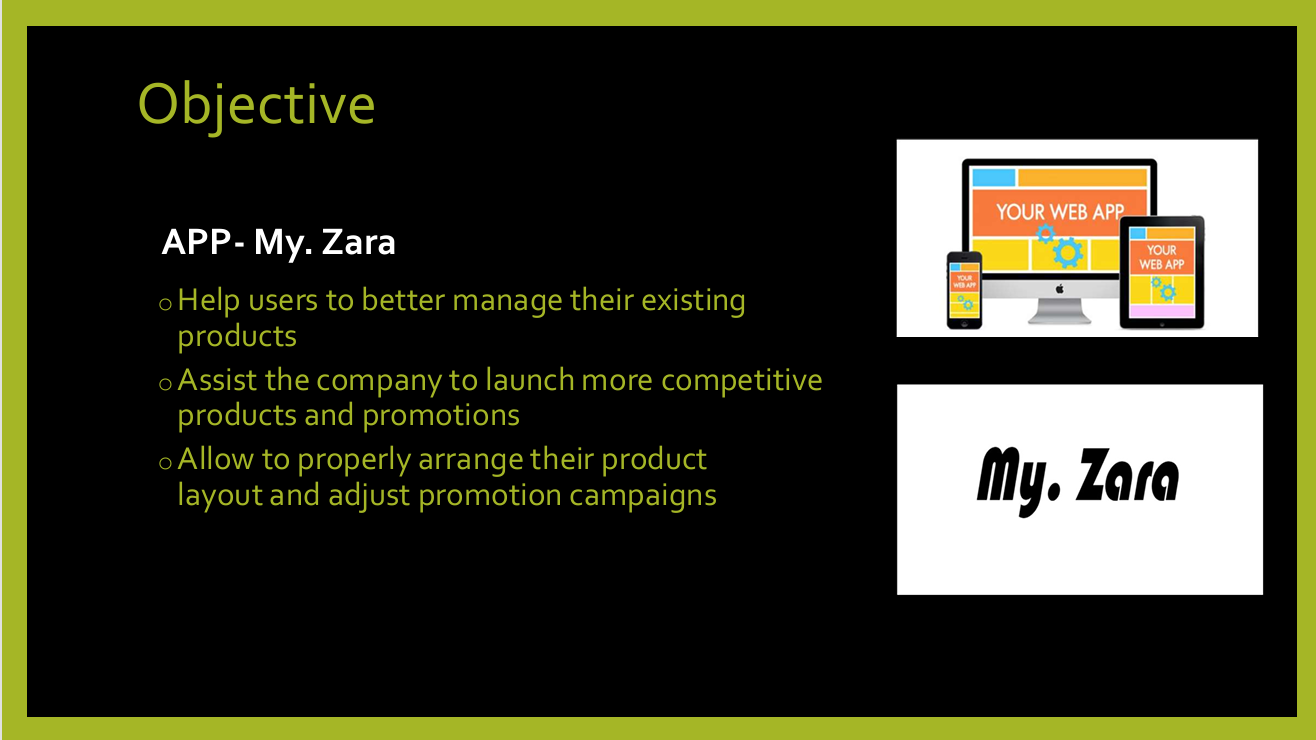 Objective
APP- My. Zara
o Help users to better manage their existing
products
o Assist the company to launch more competitive
products and promotions
o Allow to properly arrange their product
layout and adjust promotion campaigns
YOUR WEB APP
YOUR
WEB APP
YOUR
WEB APP
My. Zara